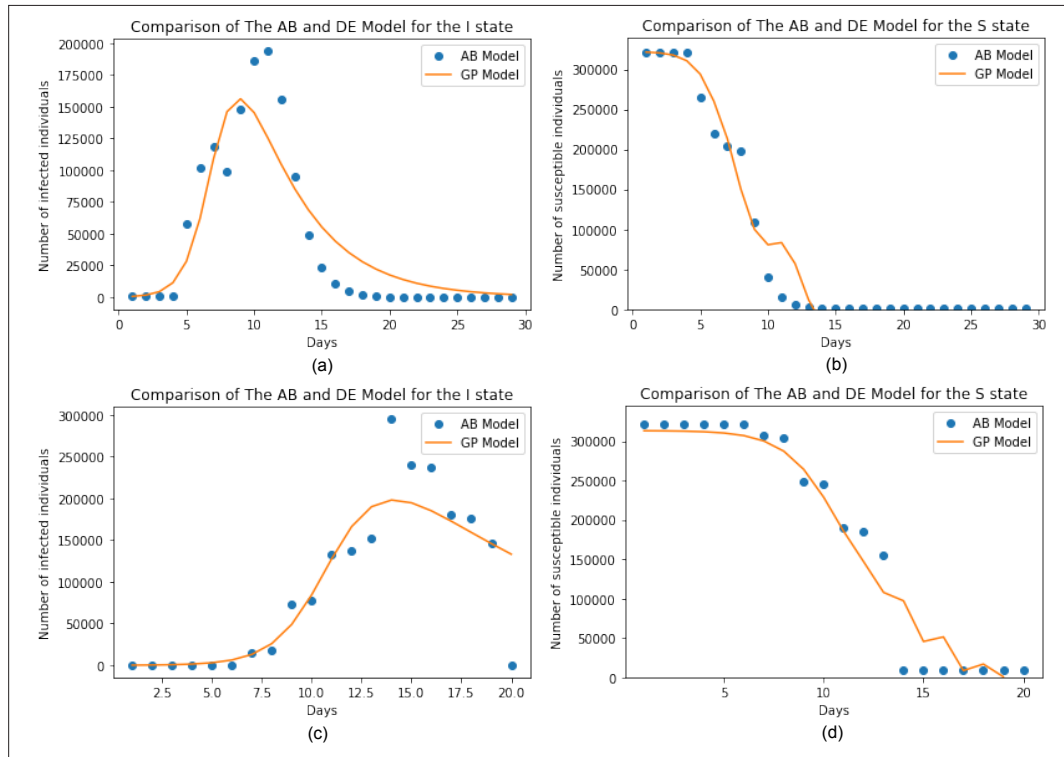 Comparison of The AB and DE Model for the I state
200000
175000
150000
125000
100000
75000
50000
25000
0
Number of infected individuals
AB Model
GP Model
0 5 10 15 20 25 30
Days
(a)
Comparison of The AB and DE Model for the S state
300000
250000
200000
150000
100000
50000
0
Number of susceptible individuals
AB Model
GP Model
0 5 10 15 20 25 30
Days
(b)
Comparison of The AB and DE Model for the I state
300000
250000
200000
150000
100000
50000
0
Number of infected individuals
AB Model
GP Model
2.5 5.0 7.5 10.0 12.5 15.0 17.5 20.0
Days
(c)
Comparison of The AB and DE Model for the S state
300000
250000
200000
150000
100000
50000
0
Number of susceptible individuals
AB Model
GP Model
5 10 15 20
Days
(d)